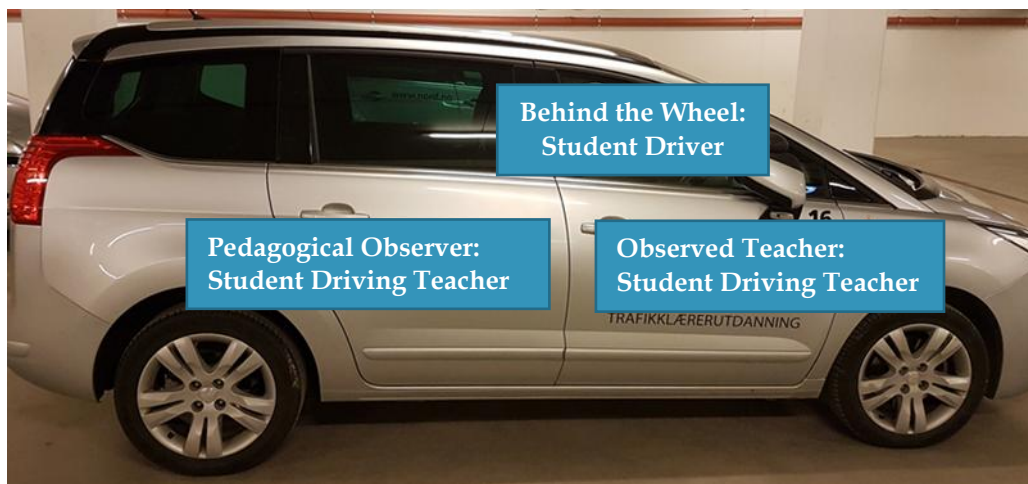 Behind the Wheel:
Student Driver
16
Pedagogical Observer:
Student Driving Teacher
Observed Teacher:
Student Driving Teacher
TRAFIKKLÆRERUTDANNING